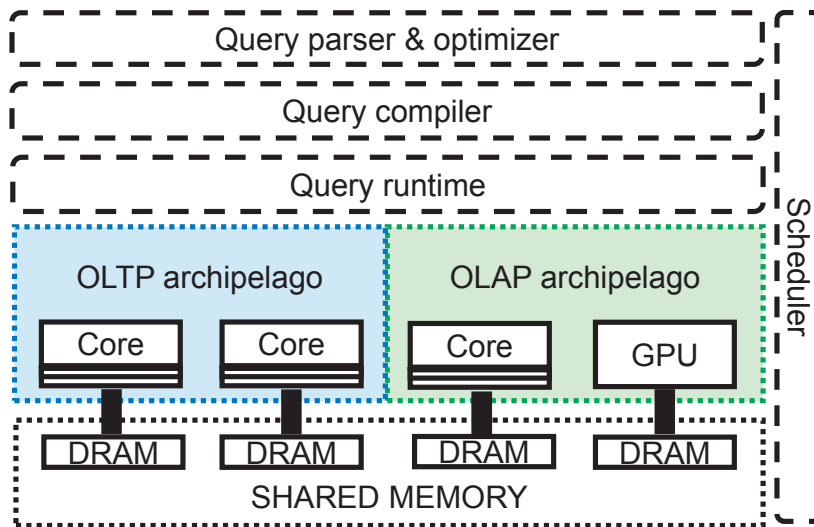 Query parser & optimizer
Query compiler
Query runtime
Scheduler
OLTP archipelago
OLAP archipelago
Core
Core
Core
GPU
DRAM
DRAM
DRAM
DRAM
SHARED MEMORY